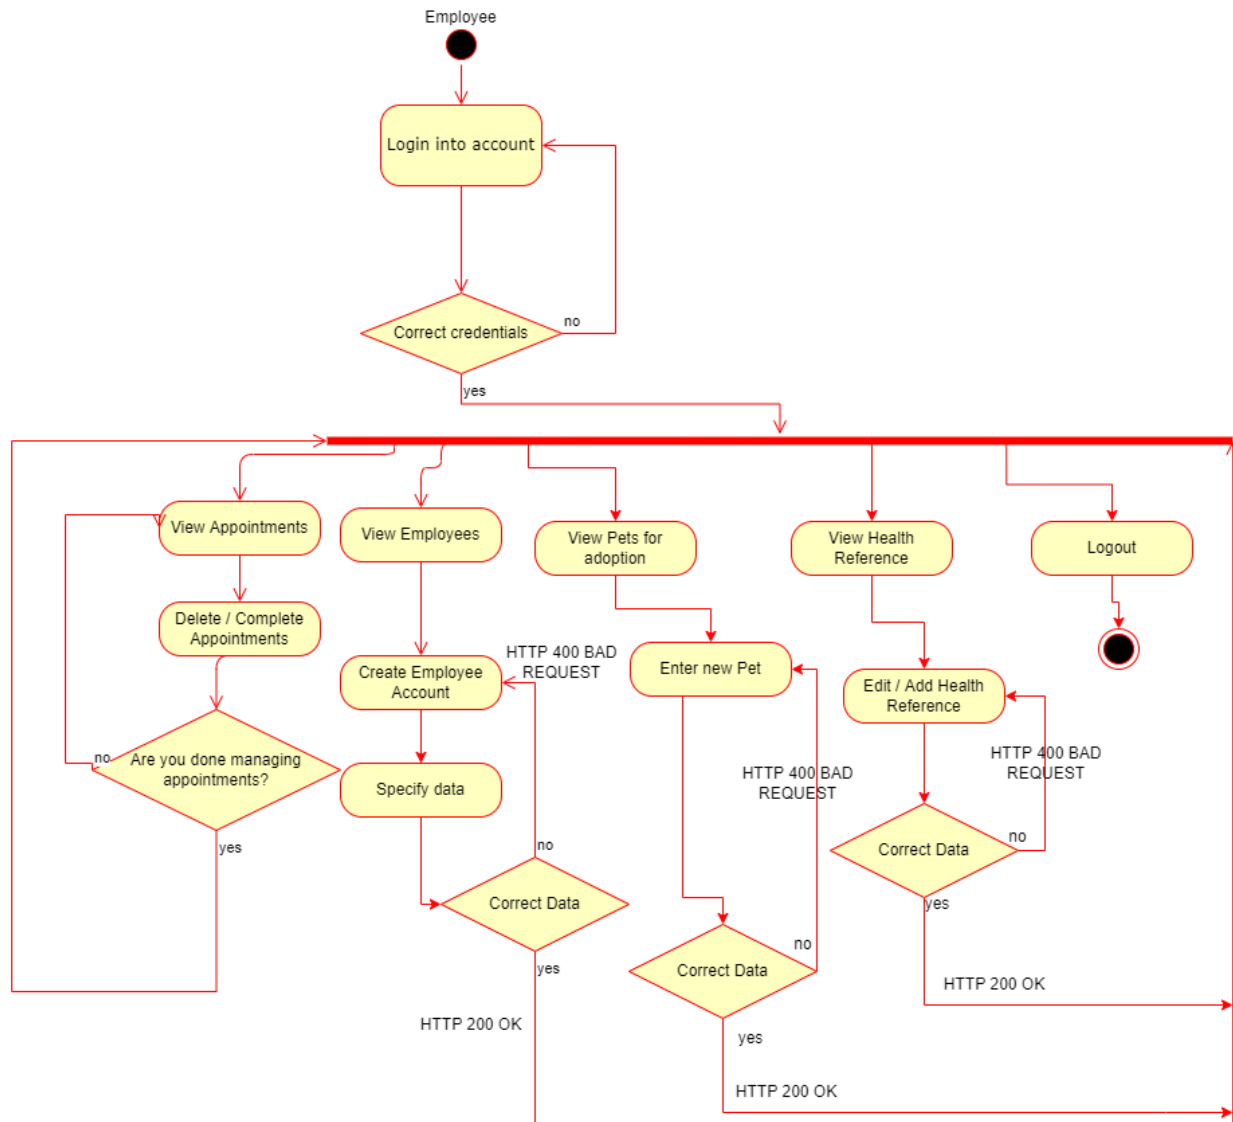 Employee
Login into account
Correct credentials
no
yes
View Appointments
View Employees
View Pets for
adoption
View Health
Reference
Logout
Delete / Complete
Appointments
HTTP 400 BAD
REQUEST
Create Employee
Account
Enter new Pet
Edit / Add Health
Reference
no
Are you done managing
appointments?
Specify data
HTTP 400 BAD
REQUEST
HTTP 400 BAD
REQUEST
yes
no
Correct Data
no
Correct Data
yes
yes
no
Correct Data
HTTP 200 OK
HTTP 200 OK
yes
HTTP 200 OK